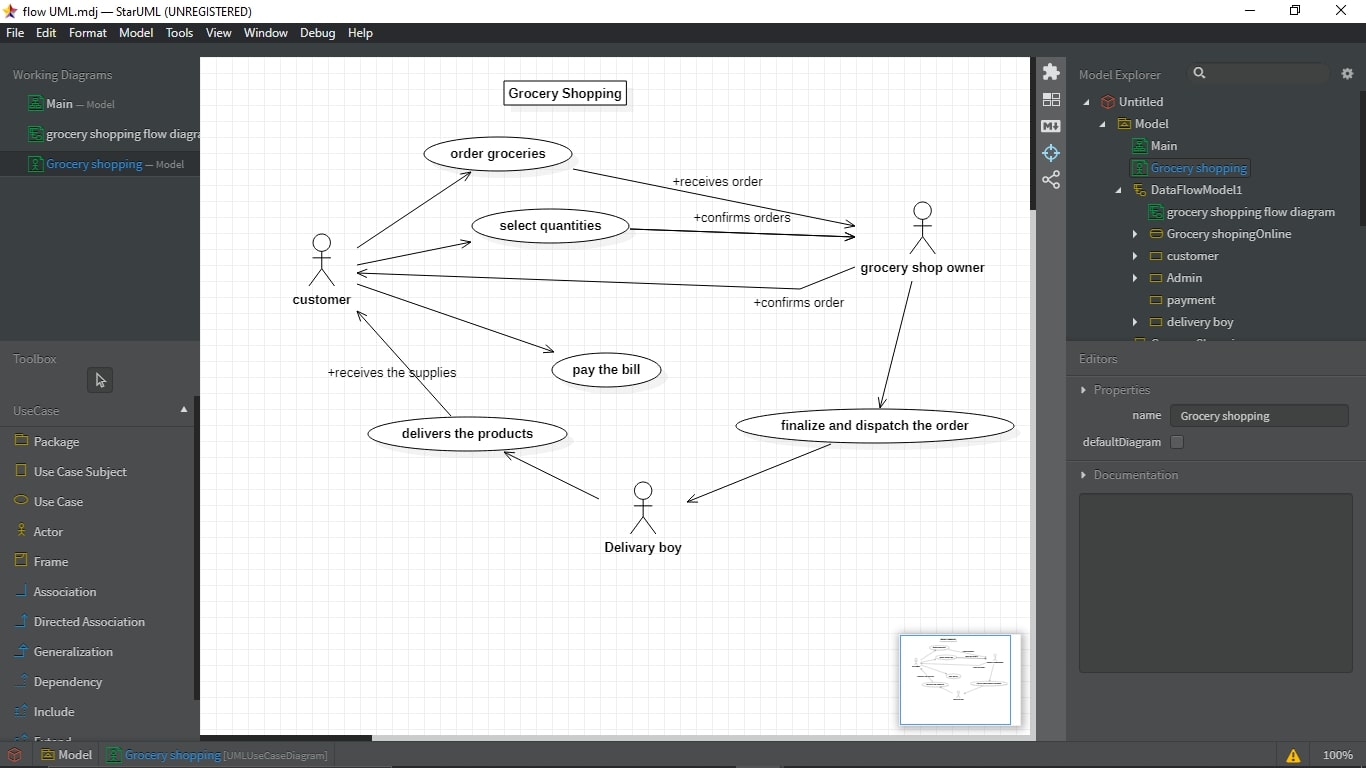 flow UML.mdj — StarUML (UNREGISTERED)
File Edit Format Model Tools View Window Debug Help
Working Diagrams
Main — Model
grocery shopping flow diagra
Grocery shopping — Model
Toolbox
UseCase
Package
Use Case Subject
Use Case
Actor
Frame
Association
Directed Association
Generalization
Dependency
Include
Extend
Grocery Shopping
order groceries
+receives order
select quantities
+confirms orders
customer
grocery shop owner
+confirms order
pay the bill
+receives the supplies
delivers the products
finalize and dispatch the order
Delivary boy
Model Explorer
Untitled
Model
Main
Grocery shopping
DataFlowModel1
grocery shopping flow diagram
Grocery shopingOnline
customer
Admin
payment
delivery boy
Editors
Properties
name Grocery shopping
defaultDiagram
Documentation
Model Grocery shopping [UMLUseCaseDiagram]
100%